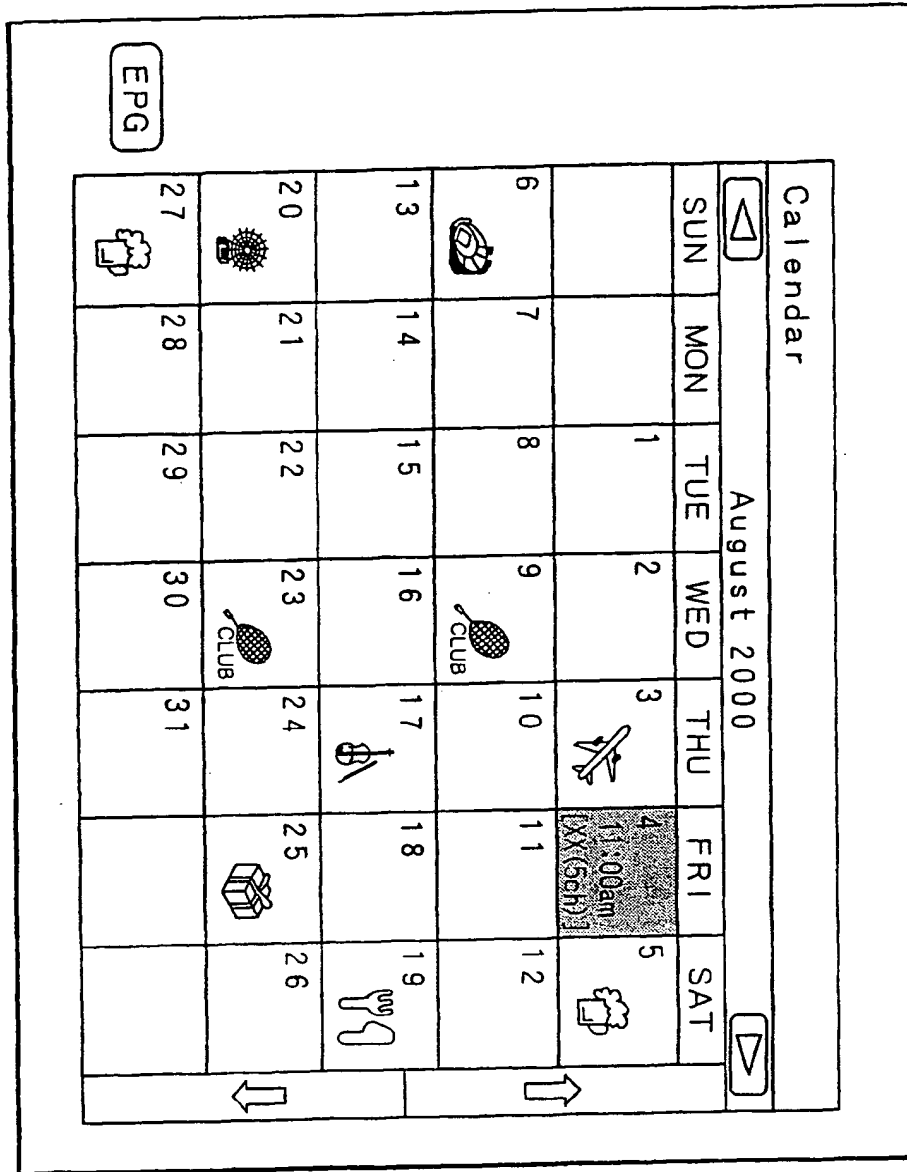 Calendar
August 2000
SUN MON TUE WED THU FRI SAT
1 2 3 4 5
11:00am
[XX(5ch)]
6 7 8 9 10 11 12
CLUB
13 14 15 16 17 18 19
20 21 22 23 24 25 26
CLUB
27 28 29 30 31
EPG